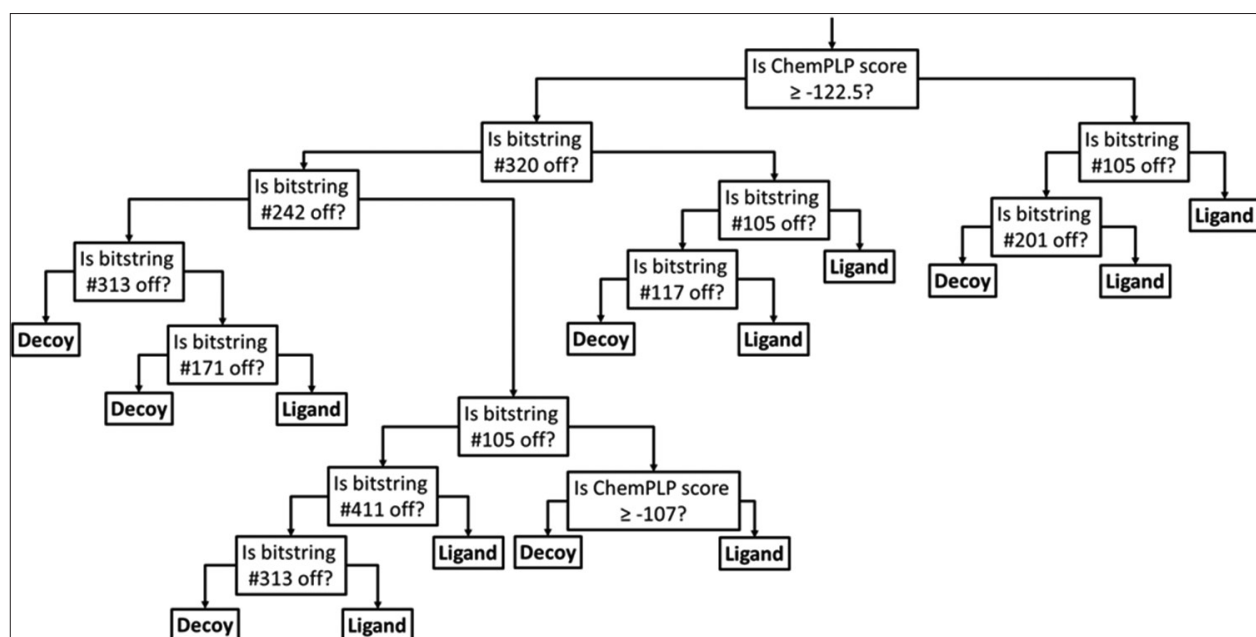 Is ChemPLP score
≥ -122.5?
Is bitstring
#320 off?
Is bitstring
#105 off?
Is bitstring
#242 off?
Is bitstring
#105 off?
Is bitstring
#201 off?
Ligand
Is bitstring
#313 off?
Is bitstring
#117 off?
Ligand
Decoy
Ligand
Decoy
Is bitstring
#171 off?
Decoy
Ligand
Decoy
Ligand
Is bitstring
#105 off?
Is bitstring
#411 off?
Is ChemPLP score
≥ -107?
Is bitstring
#313 off?
Ligand
Decoy
Ligand
Decoy
Ligand